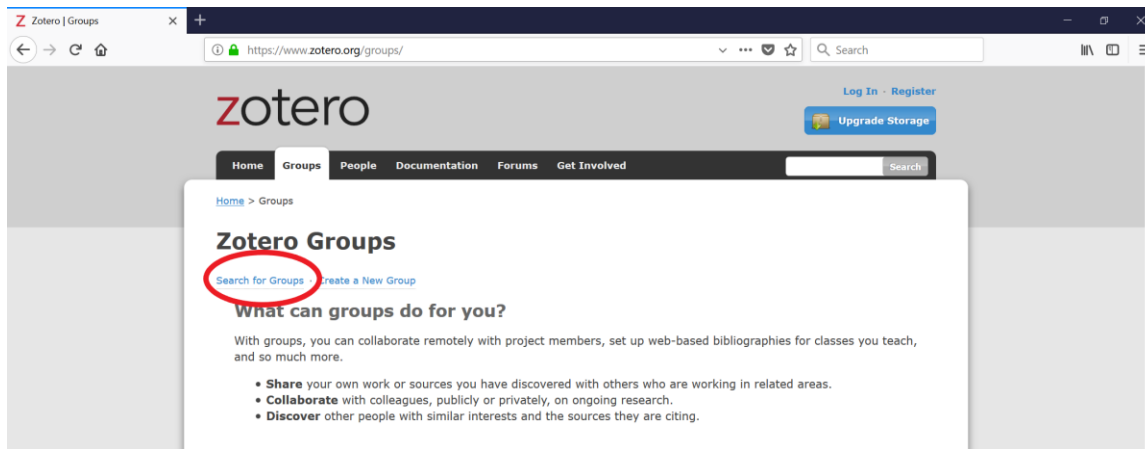 Zotero | Groups
https://www.zotero.org/groups/
Search
zotero
Log In · Register
Upgrade Storage
Home Groups People Documentation Forums Get Involved
Search
Home > Groups
Zotero Groups
Search for Groups · Create a New Group
What can groups do for you?
With groups, you can collaborate remotely with project members, set up web-based bibliographies for classes you teach,
and so much more.
• Share your own work or sources you have discovered with others who are working in related areas.
• Collaborate with colleagues, publicly or privately, on ongoing research.
• Discover other people with similar interests and the sources they are citing.